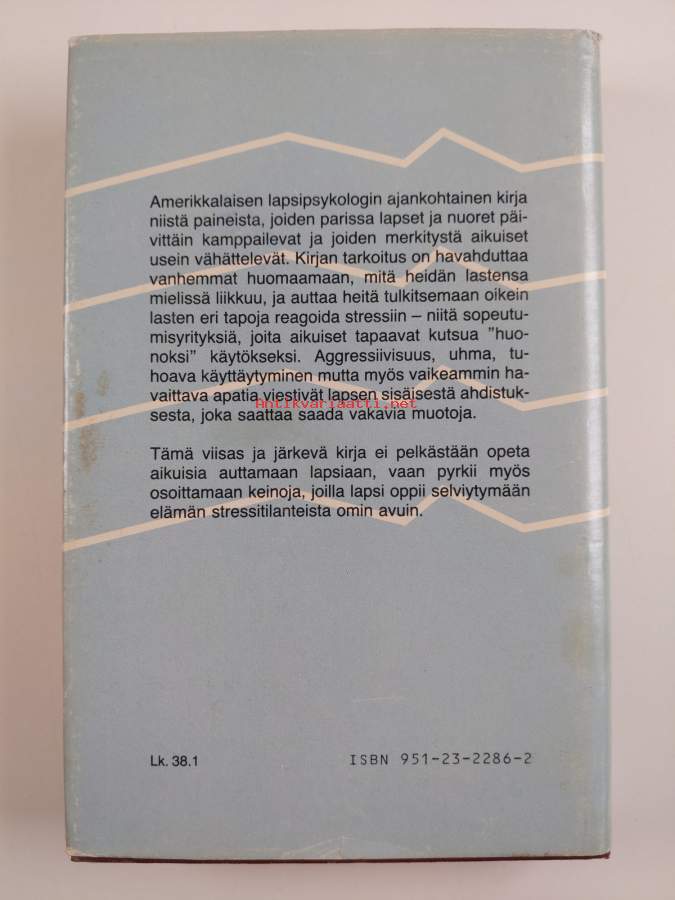 Amerikkalaisen lapsipsykologin ajankohtainen kirja
niistä paineista, joiden parissa lapset ja nuoret päi-
vittäin kamppailevat ja joiden merkitystä aikuiset
usein vähättelevät. Kirjan tarkoitus on havahduttaa
vanhemmat huomaamaan, mitä heidän lastensa
mielissä liikkuu, ja auttaa heitä tulkitsemaan oikein
lasten eri tapoja reagoida stressiin – niitä sopeutu-
misyrityksiä, joita aikuiset tapaavat kutsua ”huo-
noksi” käytökseksi. Aggressiivisuus, uhma, tu-
hoava käyttäytyminen mutta myös vaikeammin ha-
vaittava apatia viestivät lapsen sisäisestä ahdistuk-
Antikvariaatti.net
sesta, joka saattaa saada vakavia muotoja.
Tämä viisas ja järkevä kirja ei pelkästään opeta
aikuisia auttamaan lapsiaan, vaan pyrkii myös
osoittamaan keinoja, joilla lapsi oppii selviytymään
elämän stressitilanteista omin avuin.
Lk. 38.1
ISBN 951-23-2286-2